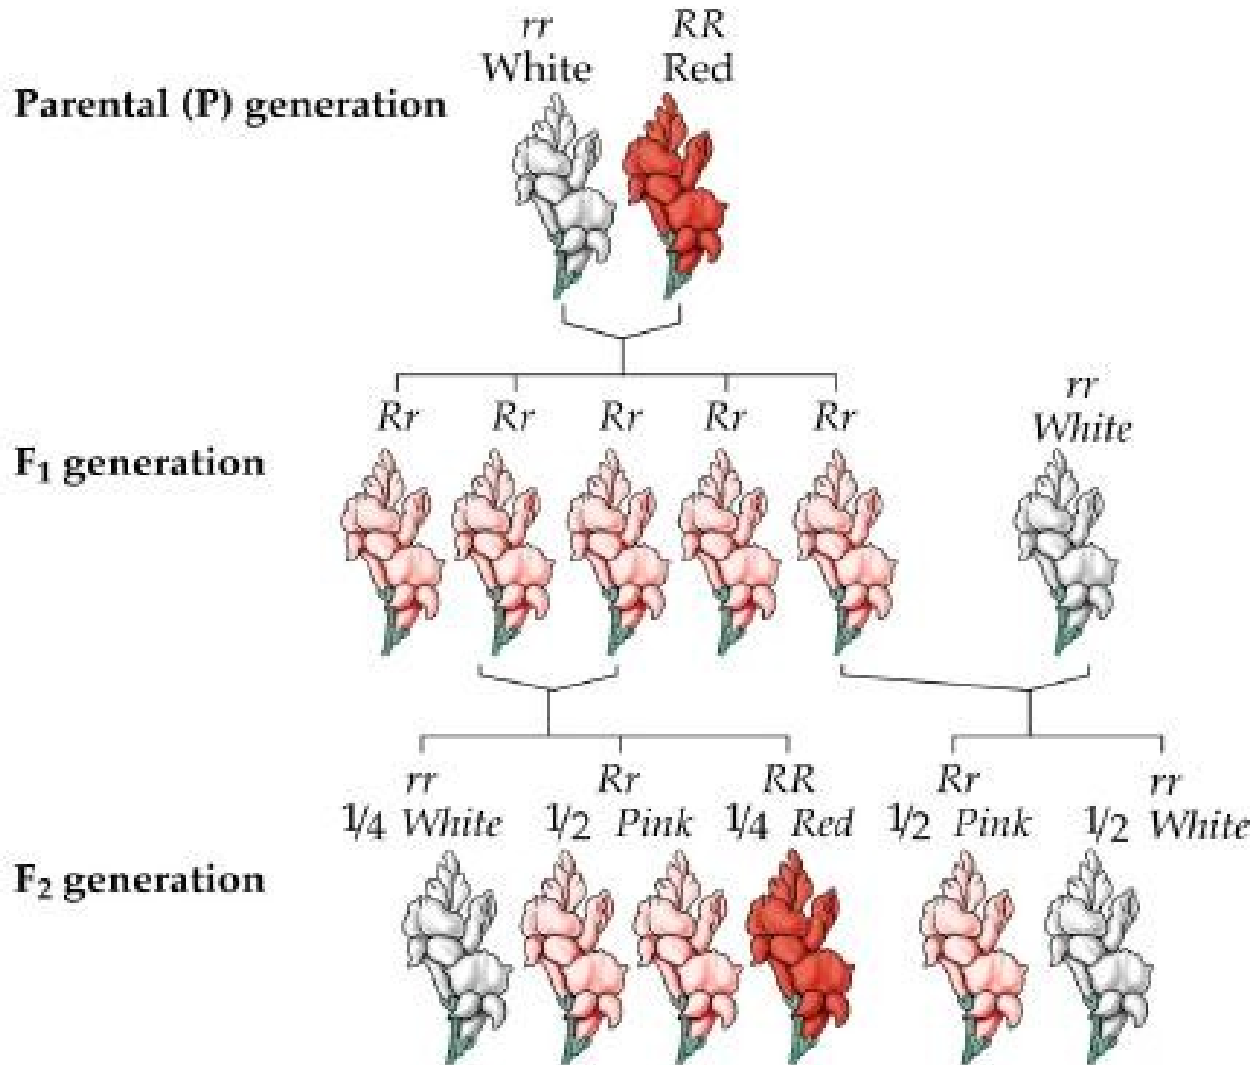 rr
White
RR
Red
Parental (P) generation
Rr
Rr
Rr
Rr
Rr
rr
White
F₁ generation
rr
1/4 White
Rr
1/2 Pink
RR
1/4 Red
Rr
1/2 Pink
rr
1/2 White
F₂ generation